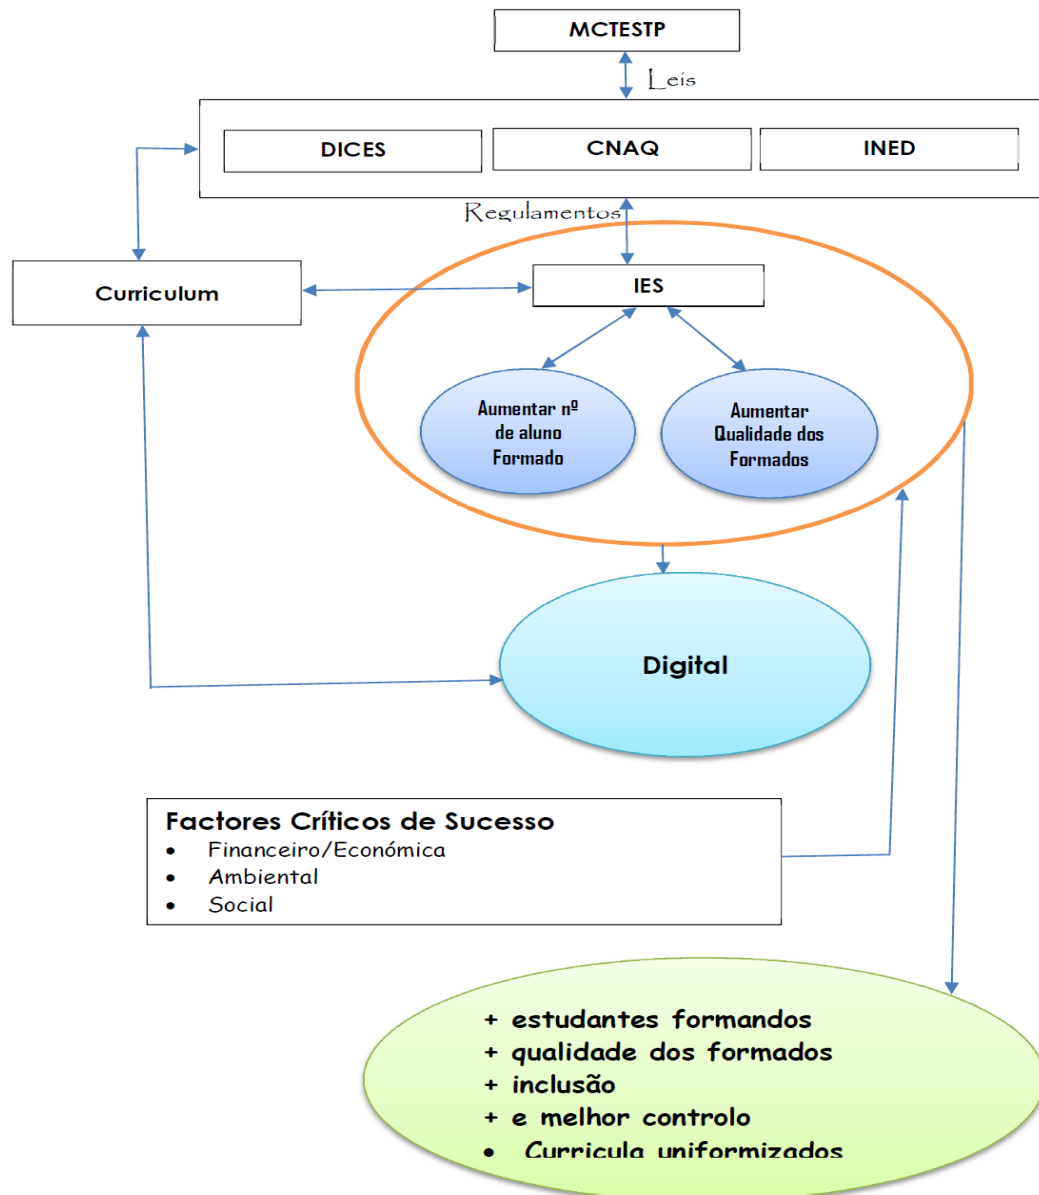 MCTESTP
Leis
DICES
CNAQ
INED
Regulamentos
Curriculum
IES
Aumentar nº
de aluno
Formado
Aumentar
Qualidade dos
Formados
Digital
Factores Críticos de Sucesso
• Financeiro/Económica
• Ambiental
• Social
+ estudantes formandos
+ qualidade dos formados
+ inclusão
+ e melhor controlo
• Curricula uniformizados